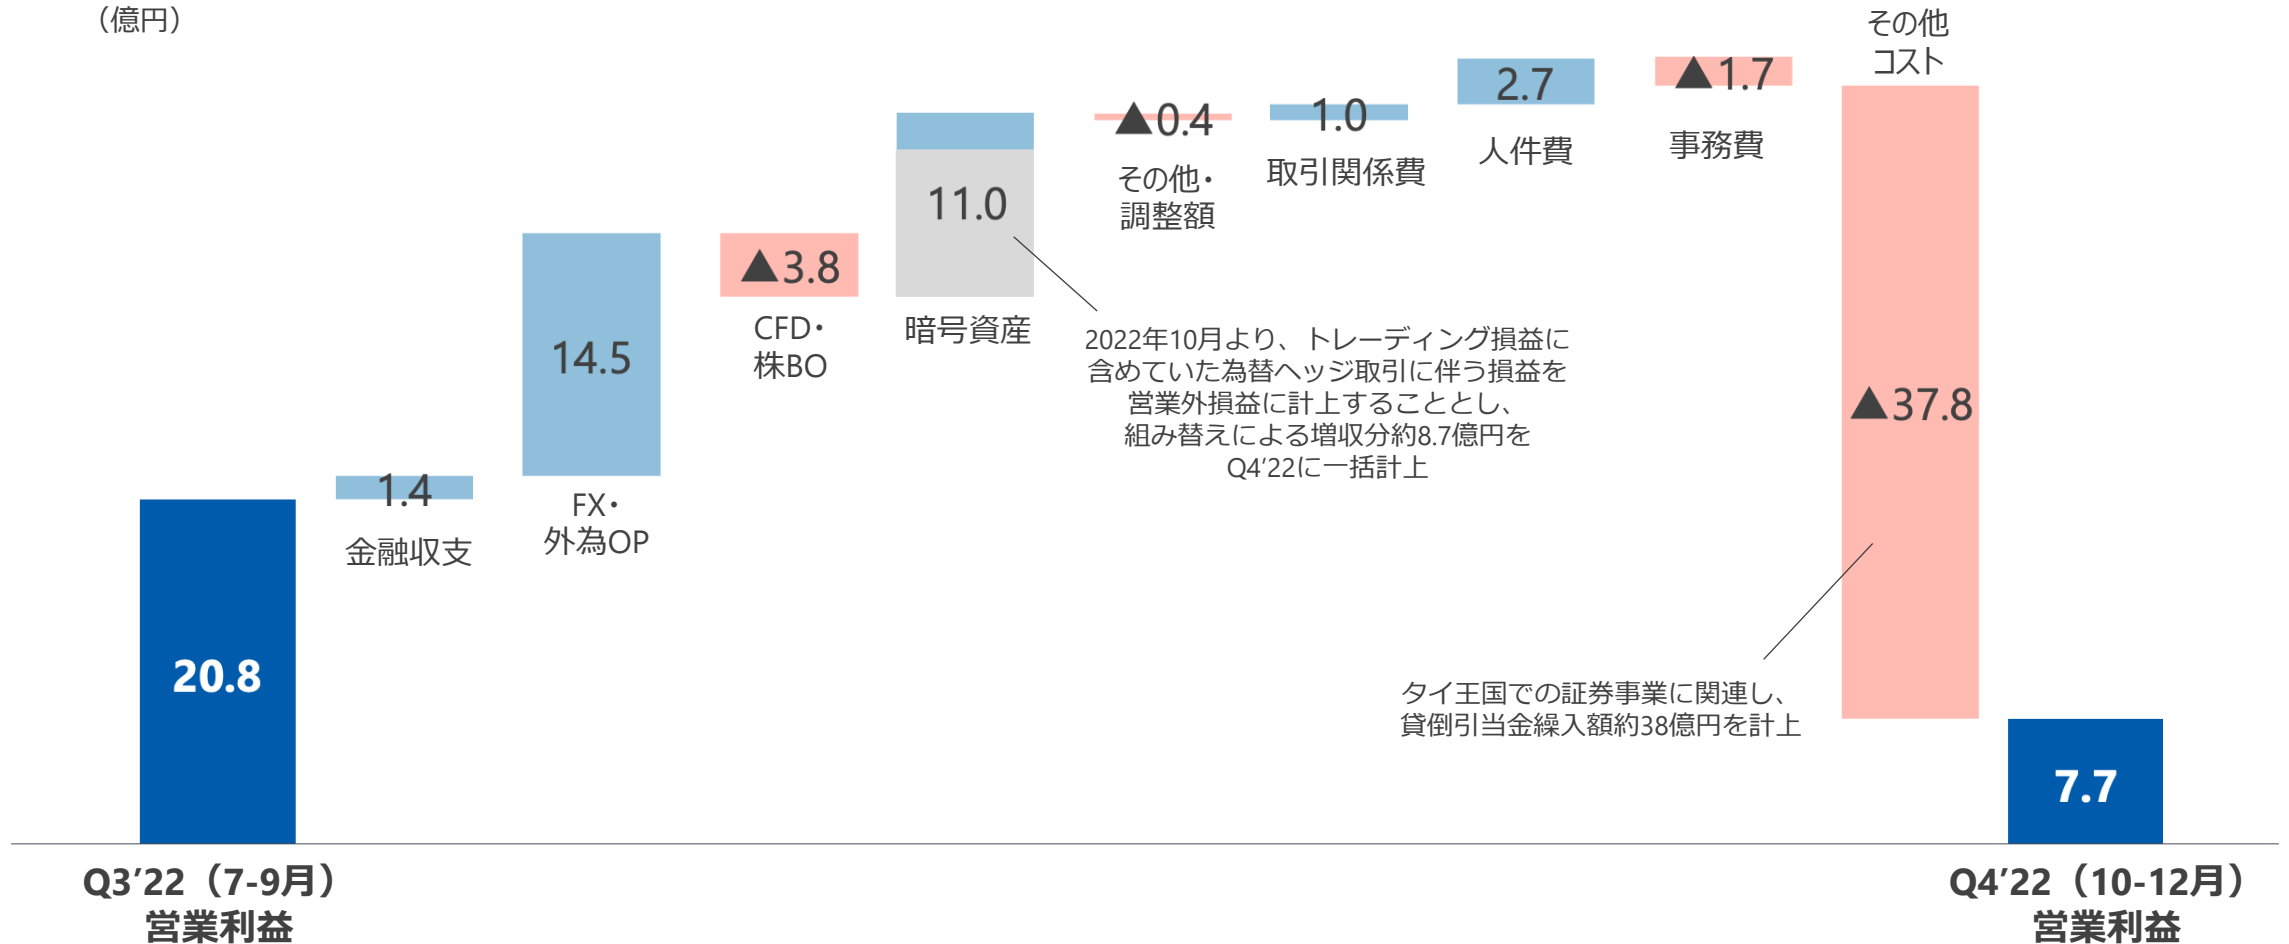 （億円）
20.8
Q3’22（7-9月）
営業利益
1.4
金融収支
14.5
FX・
外為OP
▲3.8
CFD・
株BO
11.0
暗号資産
2022年10月より、トレーディング損益に
含めていた為替ヘッジ取引に伴う損益を
営業外損益に計上することとし、
組み替えによる増収分約8.7億円を
Q4’22に一括計上
▲0.4
その他・
調整額
1.0
取引関係費
2.7
人件費
▲1.7
事務費
その他
コスト
▲37.8
タイ王国での証券事業に関連し、
貸倒引当金繰入額約38億円を計上
7.7
Q4’22（10-12月）
営業利益